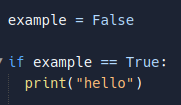 example = False
if example == True:
    print("hello")